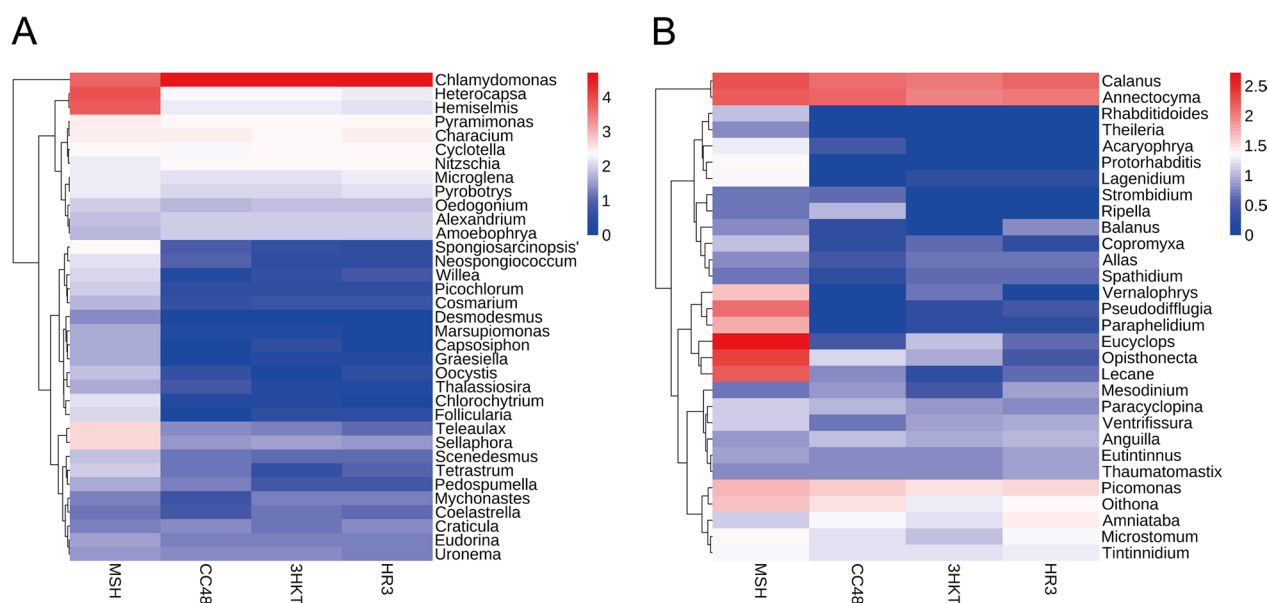 A
Chlamydomonas
Heterocapsa
Hemiselmis
Pyramimonas
Characium
Cyclotella
Nitzschia
Microglena
Pyrobotrys
Oedogonium
Alexandrium
Amoebophrya
Spongiosarcinopsis'
Neospongiococcum
Willea
Picochlorum
Cosmarium
Desmodesmus
Marsupiomonas
Capsosiphon
Graesiella
Oocystis
Thalassiosira
Chlorochytrium
Follicularia
Teleaulax
Sellaphora
Scenedesmus
Tetrastrum
Pedospumella
Mychonastes
Coelastrella
Craticula
Eudorina
Uronema
4
3
2
1
0
MSH
CC48
3HKT
HR3
B
Calanus
Annectocyma
Rhabditidoides
Theileria
Acaryophrya
Protorhabditis
Lagenidium
Strombidium
Ripella
Balanus
Copromyxa
Allas
Spathidium
Vernalophrys
Pseudodifflugia
Paraphelidium
Eucyclops
Opisthonecta
Lecane
Mesodinium
Paracyclopina
Ventrifissura
Anguilla
Eutintinnus
Thaumatomastix
Picomonas
Oithona
Amniataba
Microstomum
Tintinnidium
2.5
2
1.5
1
0.5
0
MSH
CC48
3HKT
HR3